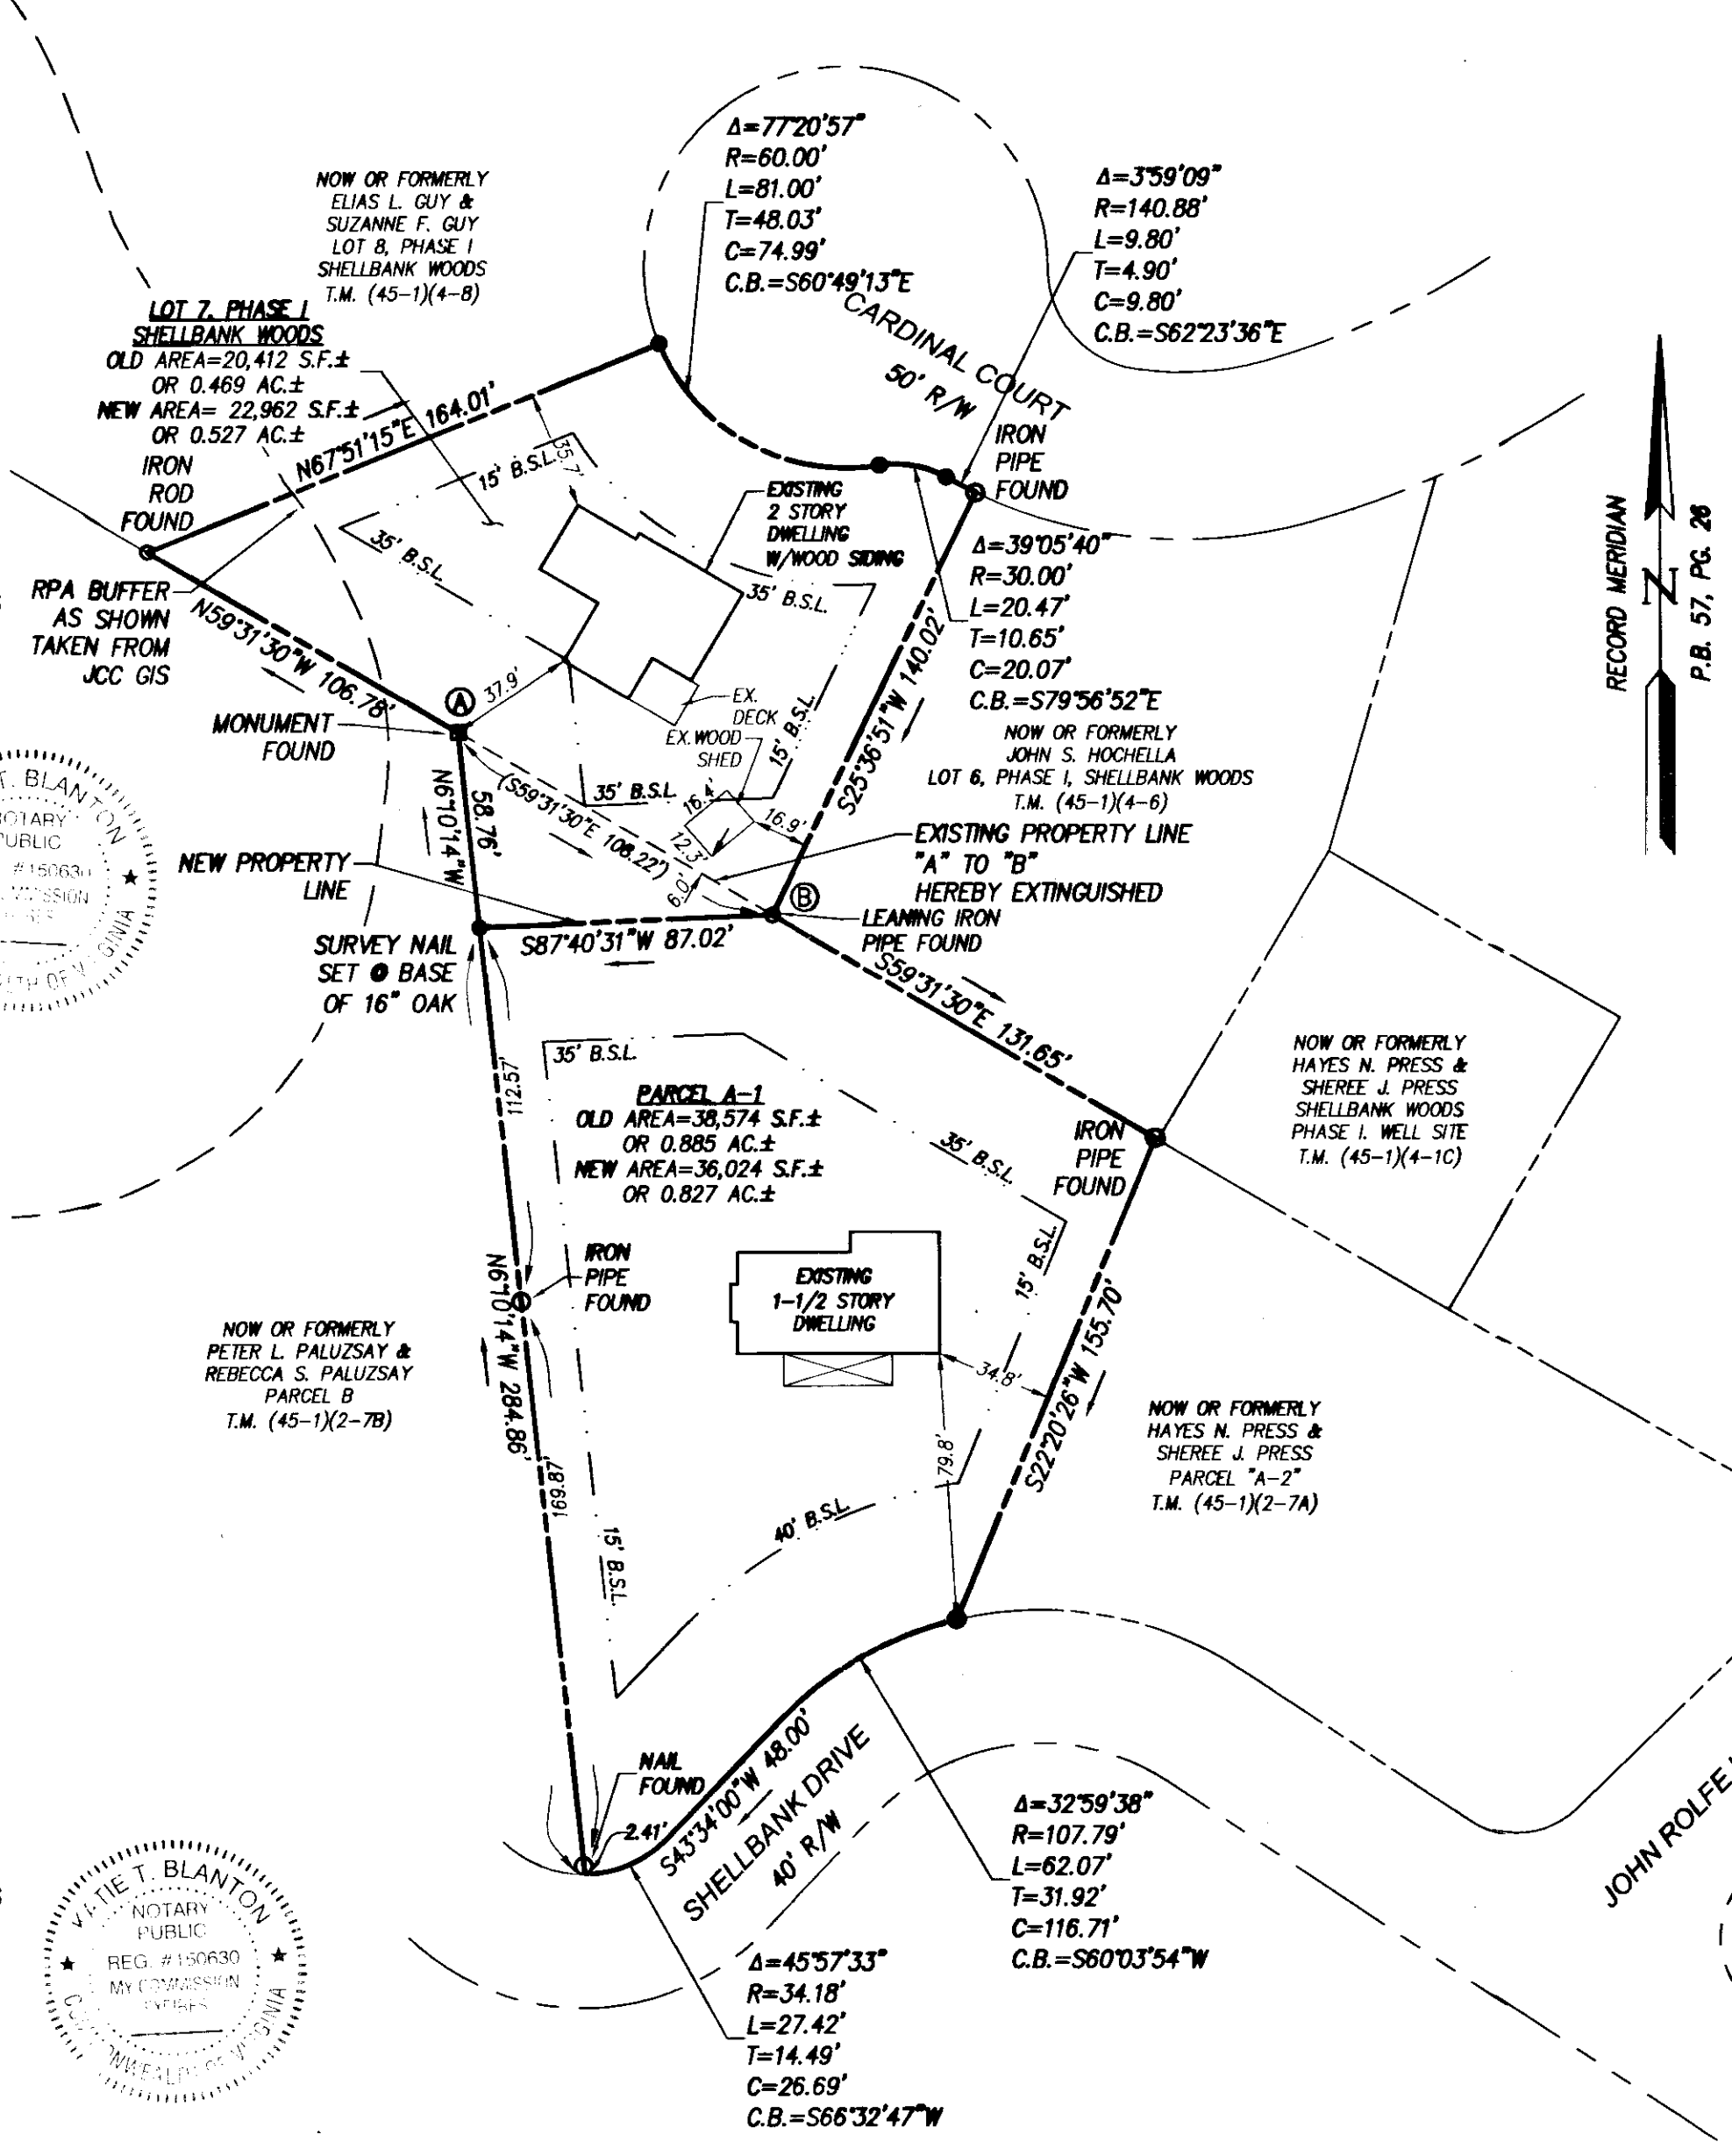 NOW OR FORMERLY
ELIAS L. GUY &
SUZANNE F. GUY
LOT 8, PHASE I
SHELLBANK WOODS
T.M. (45-1)(4-8)
Δ=77°20'57"
R=60.00'
L=81.00'
T=48.03'
C=74.99'
C.B.=S60°49'13"E
Δ=3°59'09"
R=140.88'
L=9.80'
T=4.90'
C=9.80'
C.B.=S62°23'36"E
CARDINAL COURT
50' R/W
LOT 7, PHASE I
SHELLBANK WOODS
OLD AREA=20,412 S.F.±
OR 0.469 AC.±
NEW AREA= 22,962 S.F.±
OR 0.527 AC.±
IRON
ROD
FOUND
N67°51'15"E 164.01'
15' B.S.L.
35.7'
35' B.S.L.
EXISTING
2 STORY
DWELLING
W/WOOD SIDING
35' B.S.L.
IRON
PIPE
FOUND
Δ=39°05'40"
R=30.00'
L=20.47'
T=10.65'
C=20.07'
C.B.=S79°56'52"E
RECORD MERIDIAN
N
P.B. 57, PG. 26
RPA BUFFER
AS SHOWN
TAKEN FROM
JCC GIS
N59°31'30"W 106.78'
MONUMENT
FOUND
A
37.9'
EX.
DECK
EX. WOOD
SHED
15' B.S.L.
S25°36'51"W 140.02'
NOW OR FORMERLY
JOHN S. HOCHELLA
LOT 6, PHASE I, SHELLBANK WOODS
T.M. (45-1)(4-6)
N6°10'14"W
58.76'
(S59°31'30"E 108.22')
35' B.S.L.
16.4'
12.3'
16.9'
6.0'
EXISTING PROPERTY LINE
"A" TO "B"
HEREBY EXTINGUISHED
B
LEANING IRON
PIPE FOUND
NEW PROPERTY
LINE
S87°40'31"W 87.02'
SURVEY NAIL
SET @ BASE
OF 16" OAK
S59°31'30"E 131.65'
T. BLANTON
NOTARY
PUBLIC
#150630
35' B.S.L.
112.57'
PARCEL A-1
OLD AREA=38,574 S.F.±
OR 0.885 AC.±
NEW AREA=36,024 S.F.±
OR 0.827 AC.±
35' B.S.L.
IRON
PIPE
FOUND
NOW OR FORMERLY
HAYES N. PRESS &
SHEREE J. PRESS
SHELLBANK WOODS
PHASE I. WELL SITE
T.M. (45-1)(4-1C)
IRON
PIPE
FOUND
N6°10'14"W 284.86'
EXISTING
1-1/2 STORY
DWELLING
15' B.S.L.
34.8'
S22°20'26"W 155.70'
NOW OR FORMERLY
PETER L. PALUZSAY &
REBECCA S. PALUZSAY
PARCEL B
T.M. (45-1)(2-7B)
NOW OR FORMERLY
HAYES N. PRESS &
SHEREE J. PRESS
PARCEL "A-2"
T.M. (45-1)(2-7A)
169.87'
15' B.S.L.
40' B.S.L.
79.8'
NAIL
FOUND
2.41'
S43°34'00"W 48.00'
SHELLBANK DRIVE
40' R/W
Δ=32°59'38"
R=107.79'
L=62.07'
T=31.92'
C=116.71'
C.B.=S60°03'54"W
JOHN ROLFE
Δ=45°57'33"
R=34.18'
L=27.42'
T=14.49'
C=26.69'
C.B.=S66°32'47"W
KATIE T. BLANTON
NOTARY
PUBLIC
REG. #150630
MY COMMISSION
EXPIRES
COMMONWEALTH OF VIRGINIA